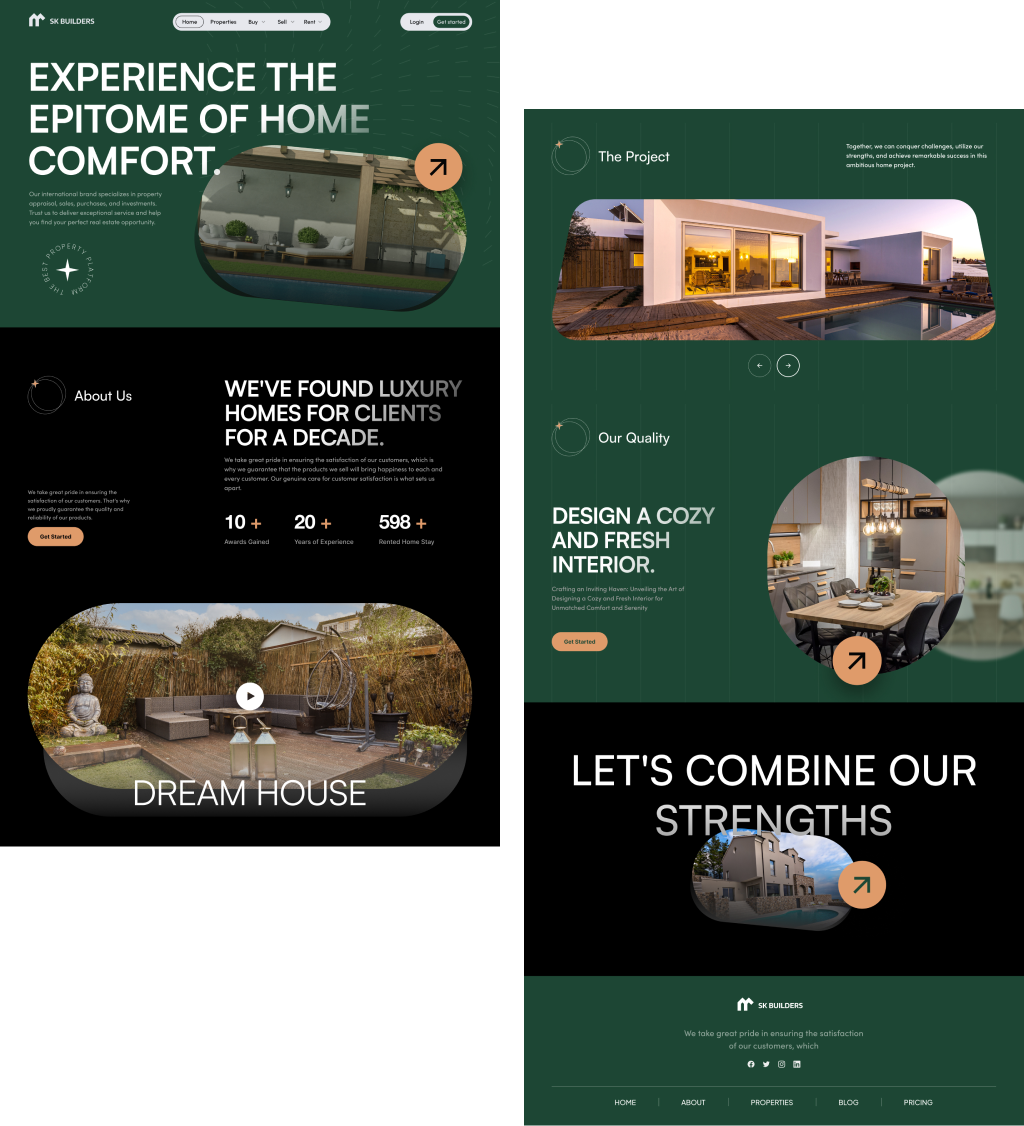 SK BUILDERS
Home
Properties
Buy
Sell
Rent
Login
Get started
EXPERIENCE THE
EPITOME OF HOME
COMFORT.
Our international brand specializes in property
appraisal, sales, purchases, and investments.
Trust us to deliver exceptional service and help
you find your perfect real estate opportunity.
THE BEST PROPERTY PLATFORM
About Us
WE'VE FOUND LUXURY
HOMES FOR CLIENTS
FOR A DECADE.
We take great pride in ensuring the satisfaction of our customers, which is
why we guarantee that the products we sell will bring happiness to each and
every customer. Our genuine care for customer satisfaction is what sets us
apart.
We take great pride in ensuring the
satisfaction of our customers. That's why
we proudly guarantee the quality and
reliability of our products.
Get Started
10 +
Awards Gained
20 +
Years of Experience
598 +
Rented Home Stay
DREAM HOUSE
The Project
Together, we can conquer challenges, utilize our
strengths, and achieve remarkable success in this
ambitious home project.
Our Quality
DESIGN A COZY
AND FRESH
INTERIOR.
Crafting an Inviting Haven: Unveiling the Art of
Designing a Cozy and Fresh Interior for
Unmatched Comfort and Serenity
Get Started
LET'S COMBINE OUR
STRENGTHS
SK BUILDERS
We take great pride in ensuring the satisfaction
of our customers, which
HOME
ABOUT
PROPERTIES
BLOG
PRICING